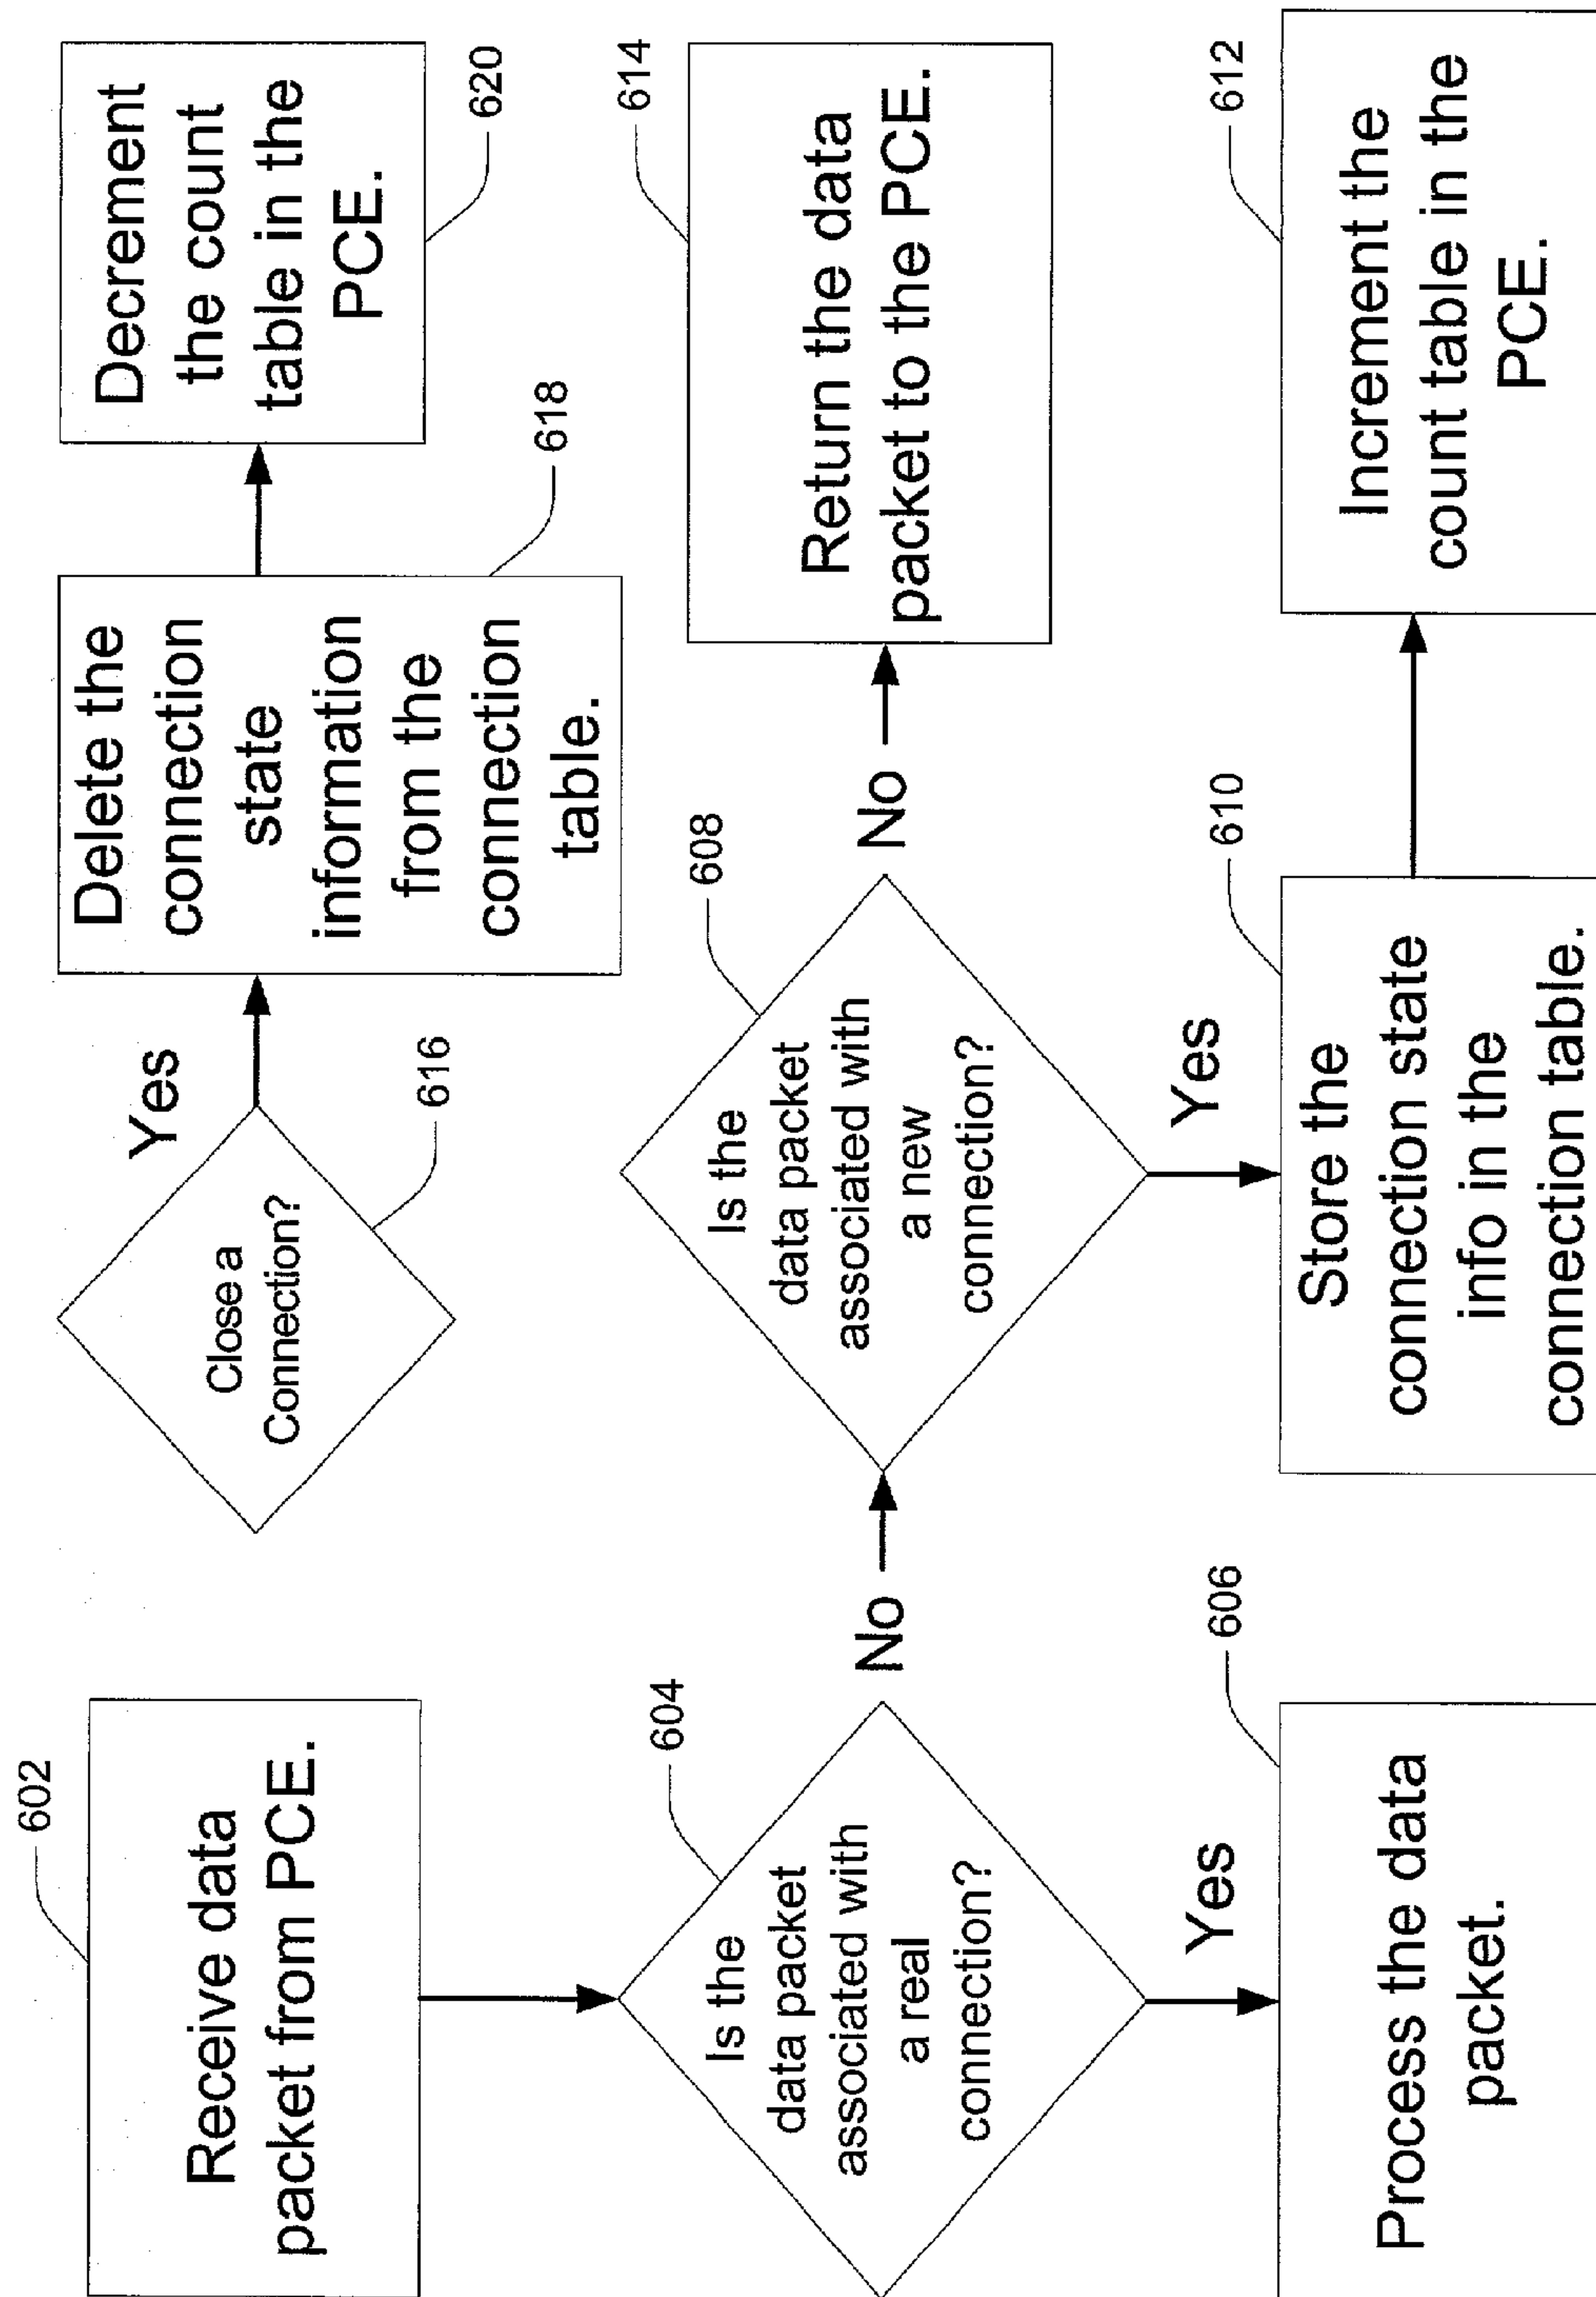 602
Receive data
packet from PCE.
604
Is the
data packet
associated with
a real
connection?
Yes
606
Process the data
packet.
No
608
Is the
data packet
associated with
a new
connection?
Yes
610
Store the
connection state
info in the
connection table.
612
Increment the
count table in the
PCE.
No
614
Return the data
packet to the PCE.
616
Close a
Connection?
Yes
618
Delete the
connection
state
information
from the
connection
table.
620
Decrement
the count
table in the
PCE.